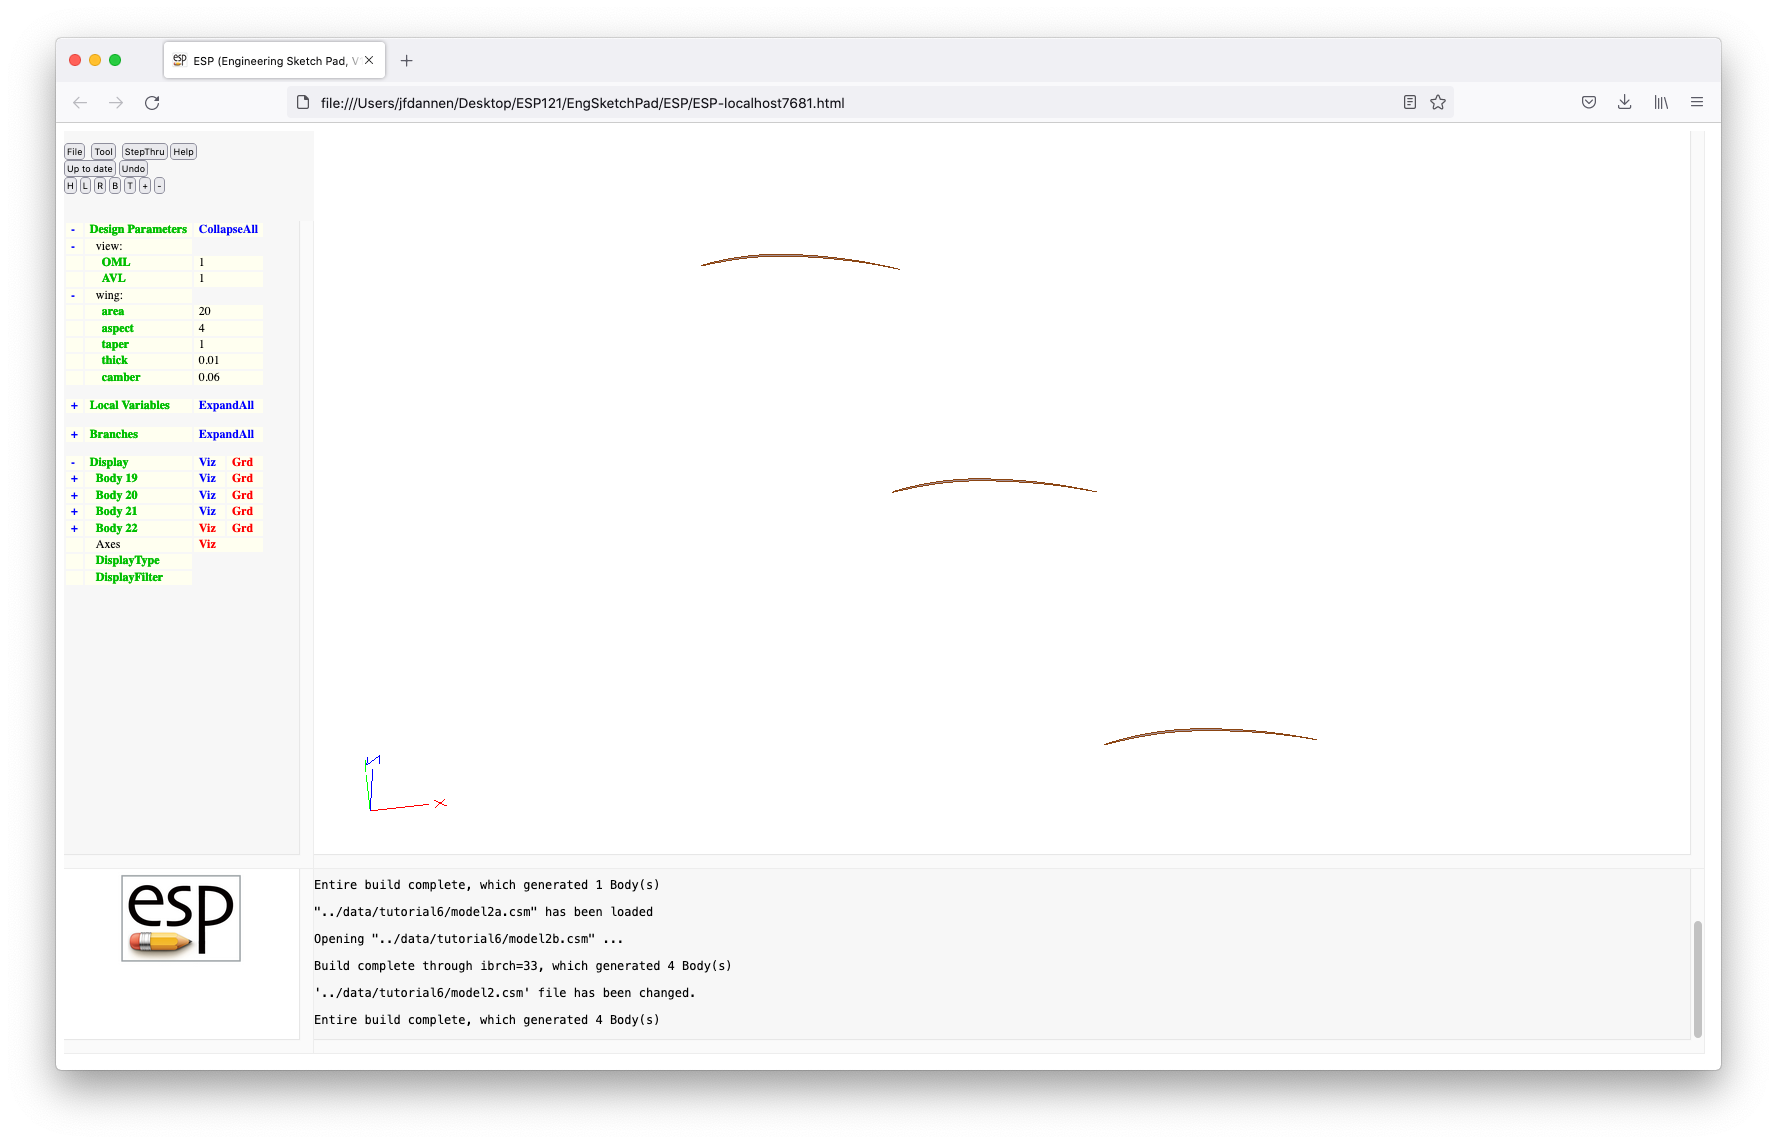 ESP (Engineering Sketch Pad, V
file:///Users/jfdannen/Desktop/ESP121/EngSketchPad/ESP/ESP-localhost7681.html
File Tool StepThru Help
Up to date Undo
H L R B T + -
- Design Parameters CollapseAll
- view:
OML 1
AVL 1
- wing:
area 20
aspect 4
taper 1
thick 0.01
camber 0.06
+ Local Variables ExpandAll
+ Branches ExpandAll
- Display Viz Grd
+ Body 19 Viz Grd
+ Body 20 Viz Grd
+ Body 21 Viz Grd
+ Body 22 Viz Grd
Axes Viz
DisplayType
DisplayFilter
X
esp
Entire build complete, which generated 1 Body(s)
"../data/tutorial6/model2a.csm" has been loaded
Opening "../data/tutorial6/model2b.csm" ...
Build complete through ibrch=33, which generated 4 Body(s)
'../data/tutorial6/model2.csm' file has been changed.
Entire build complete, which generated 4 Body(s)